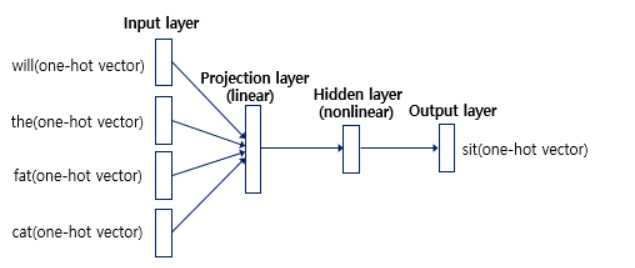 Input layer
will(one-hot vector)
Projection layer
(linear)
Hidden layer
(nonlinear)
Output layer
the(one-hot vector)
sit(one-hot vector)
fat(one-hot vector)
cat(one-hot vector)